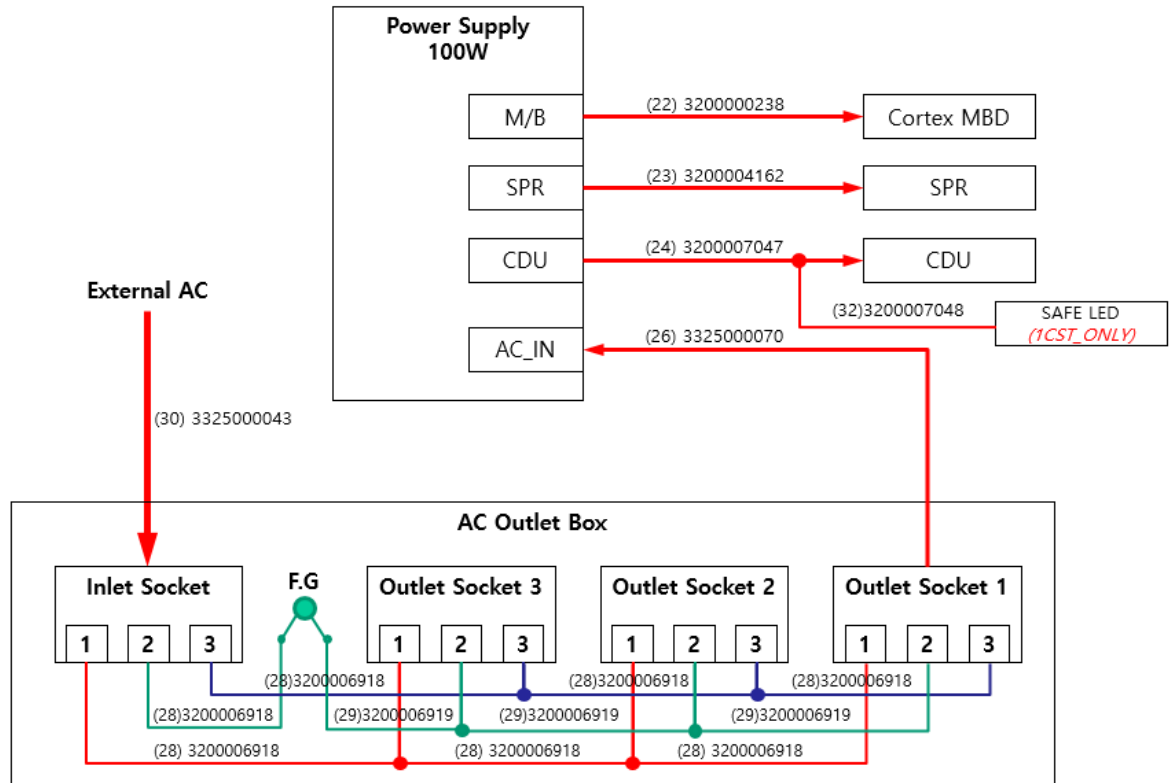 Power Supply
100W
M/B
(22) 3200000238
Cortex MBD
SPR
(23) 3200004162
SPR
CDU
(24) 3200007047
CDU
External AC
(32)3200007048
SAFE LED
(1CST_ONLY)
AC_IN
(26) 3325000070
(30) 3325000043
AC Outlet Box
Inlet Socket
F.G
Outlet Socket 3
Outlet Socket 2
Outlet Socket 1
1 2 3
1 2 3
1 2 3
1 2 3
(28)3200006918
(28)3200006918
(28)3200006918
(28)3200006918
(29)3200006919
(29)3200006919
(29)3200006919
(28) 3200006918
(28) 3200006918
(28) 3200006918